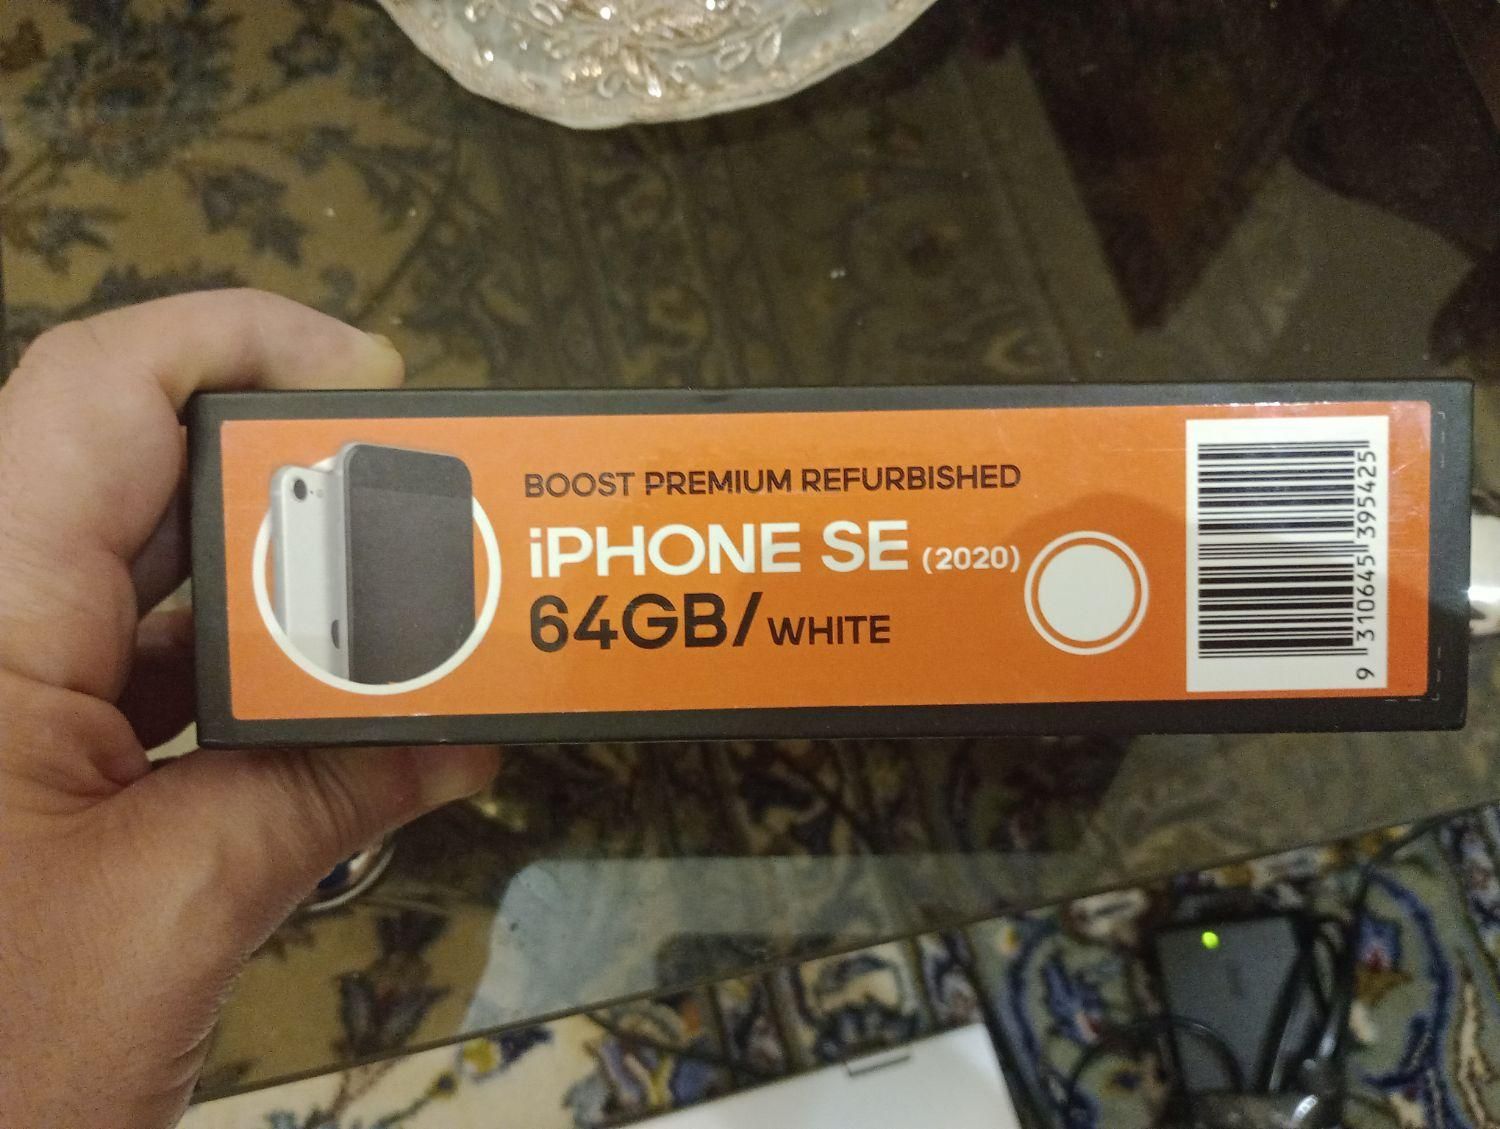 BOOST PREMIUM REFURBISHED
iPHONE SE (2020)
64GB/WHITE
9 310645 395425